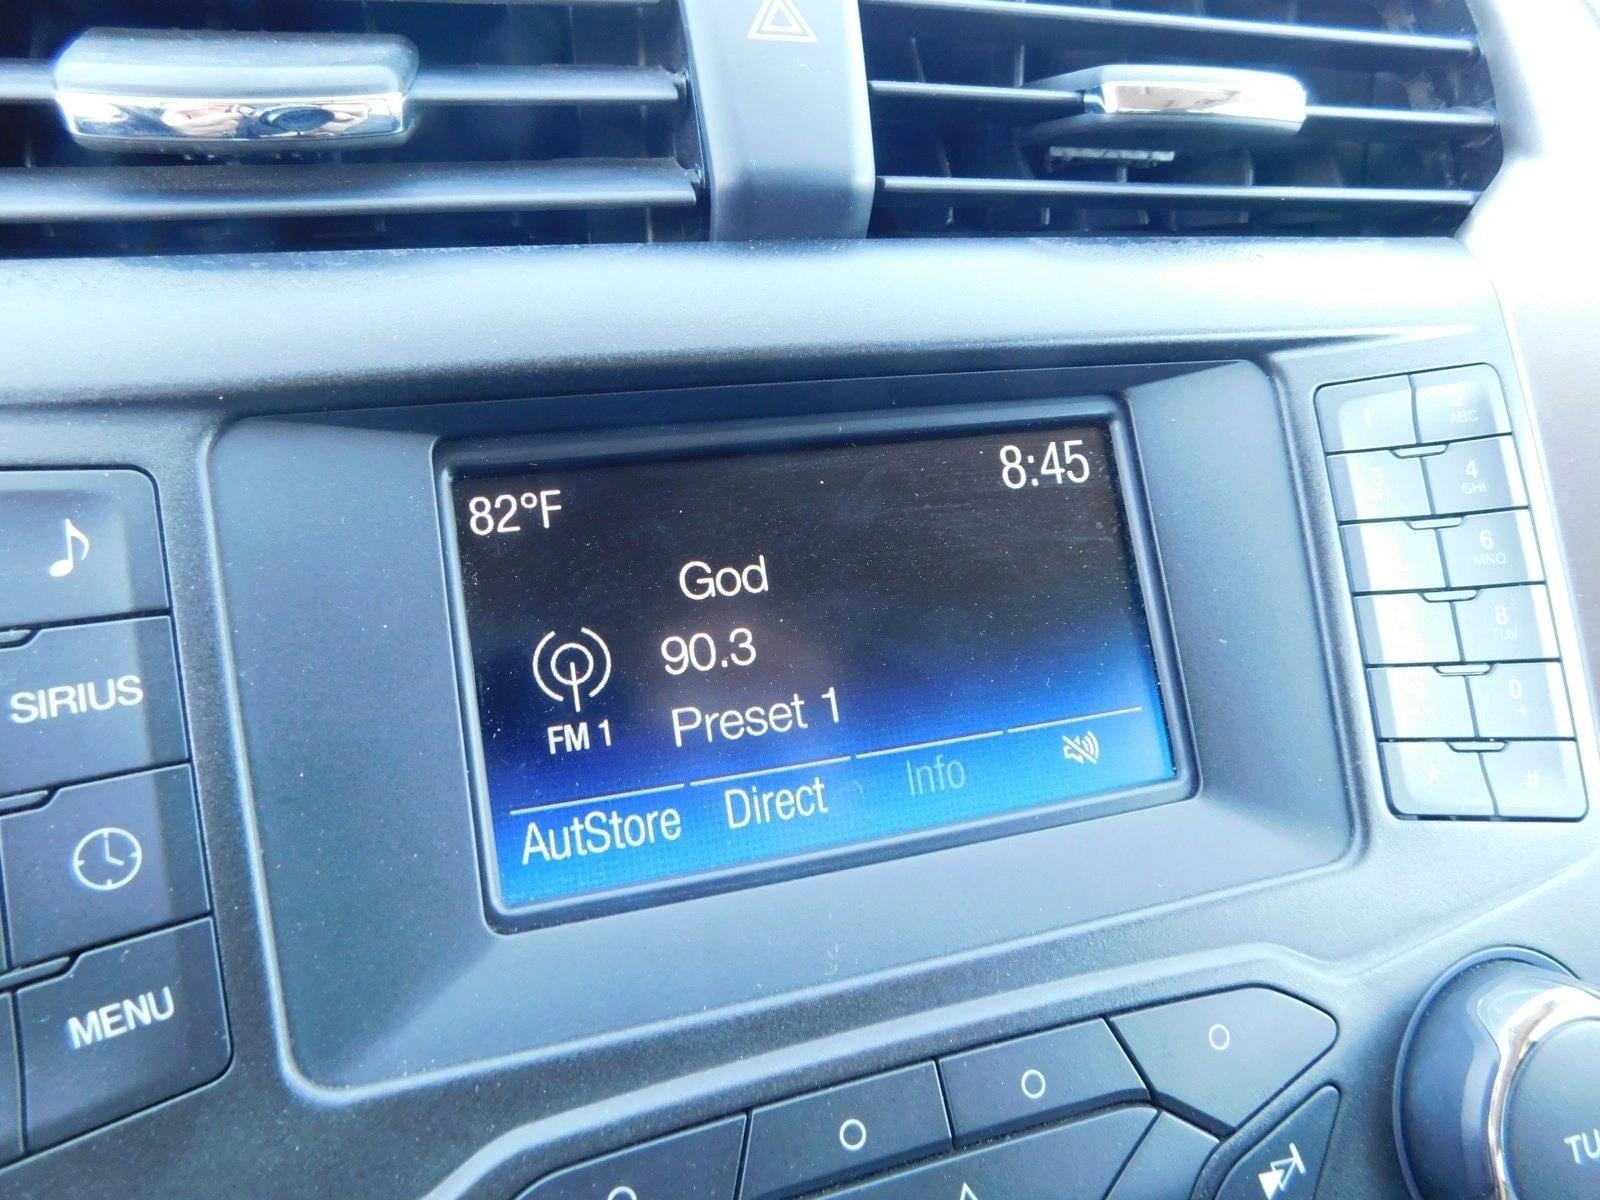 82°F
8:45
God
90.3
FM 1
Preset 1
AutStore
Direct
Info
SIRIUS
MENU
1
2
ABC
3
4
GHI
6
MNO
8
TUV
0
+
*
#
TU